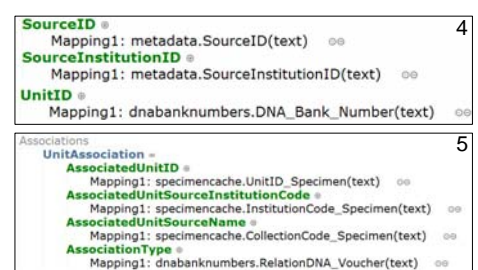 SourceID
4
Mapping1: metadata.SourceID(text)
SourceInstitutionID
Mapping1: metadata.SourceInstitutionID(text)
UnitID
Mapping1: dnabanknumbers.DNA_Bank_Number(text)
Associations
5
UnitAssociation
AssociatedUnitID
Mapping1: specimencache.UnitID_Specimen(text)
AssociatedUnitSourceInstitutionCode
Mapping1: specimencache.InstitutionCode_Specimen(text)
AssociatedUnitSourceName
Mapping1: specimencache.CollectionCode_Specimen(text)
AssociationType
Mapping1: dnabanknumbers.RelationDNA_Voucher(text)